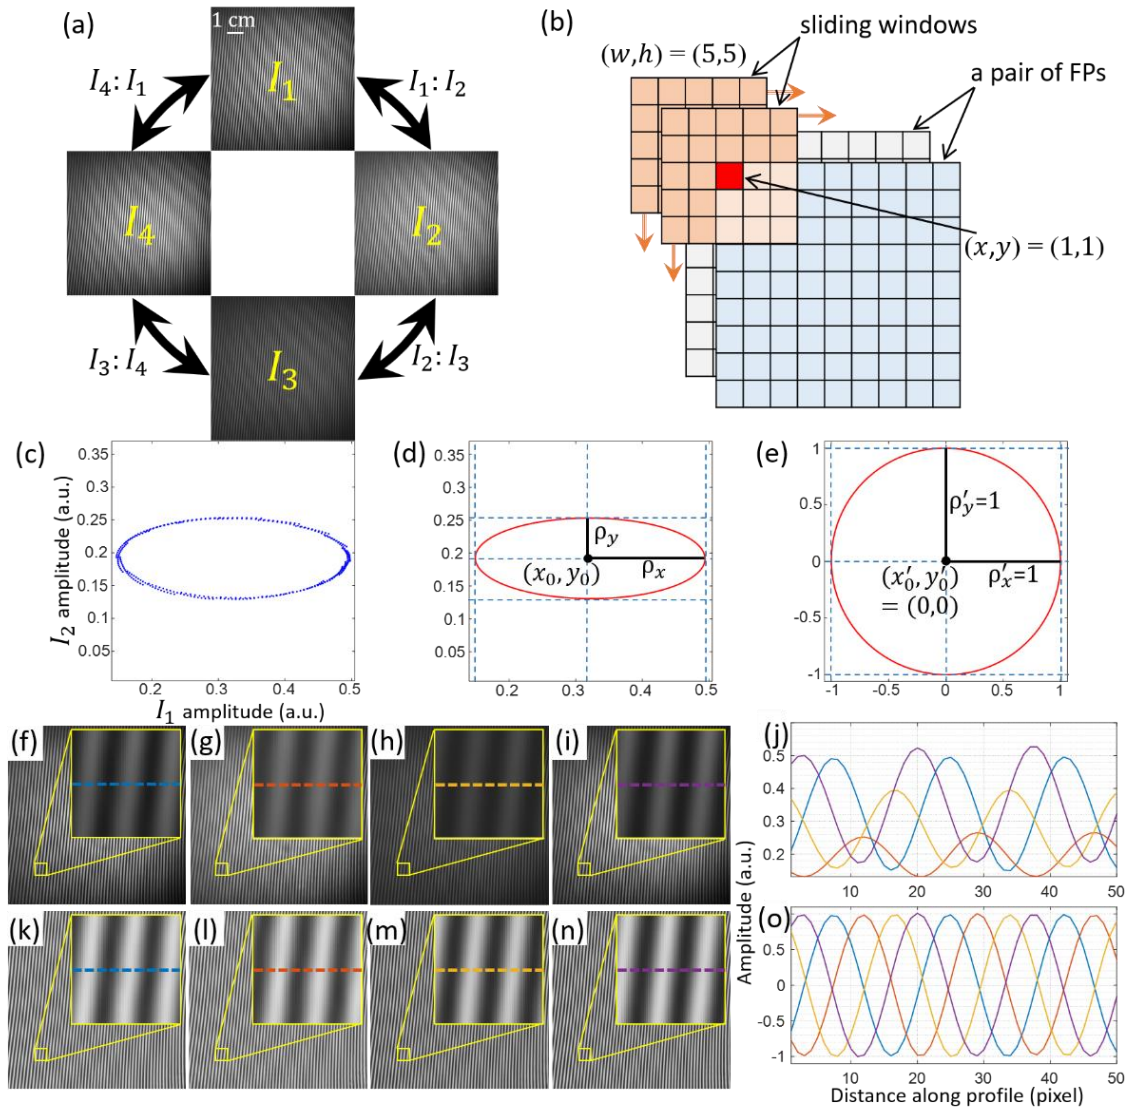 (a)
1 cm
I₁
I₄: I₁
I₁: I₂
I₄
I₂
I₃: I₄
I₂: I₃
I₃
(b)
sliding windows
(w,h) = (5,5)
a pair of FPs
(x,y) = (1,1)
(c)
0.35
0.3
0.25
0.2
0.15
0.1
0.05
0.2
0.3
0.4
0.5
I₂ amplitude (a.u.)
I₁ amplitude (a.u.)
(d)
0.35
0.3
0.25
0.2
0.15
0.1
0.05
0.2
0.3
0.4
0.5
ρy
(x₀, y₀)
ρx
(e)
1
0.5
0
-0.5
-1
-1
-0.5
0
0.5
1
ρ′y=1
(x′₀, y′₀)
= (0,0)
ρ′x=1
(f)
(g)
(h)
(i)
(j)
0.5
0.4
0.3
0.2
10
20
30
40
50
(k)
(l)
(m)
(n)
(o)
0.5
0
-0.5
-1
10
20
30
40
50
Amplitude (a.u.)
Distance along profile (pixel)